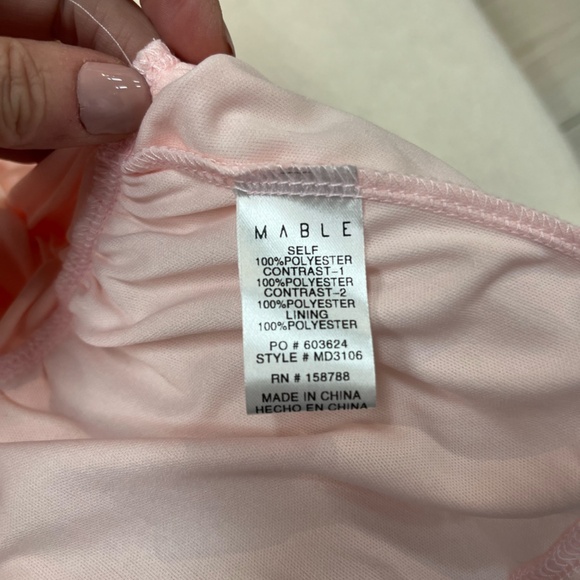 MABLE
SELF
100%POLYESTER
CONTRAST-1
100%POLYESTER
CONTRAST-2
100%POLYESTER
LINING
100%POLYESTER
PO # 603624
STYLE # MD3106
RN # 158788
MADE IN CHINA
HECHO EN CHINA